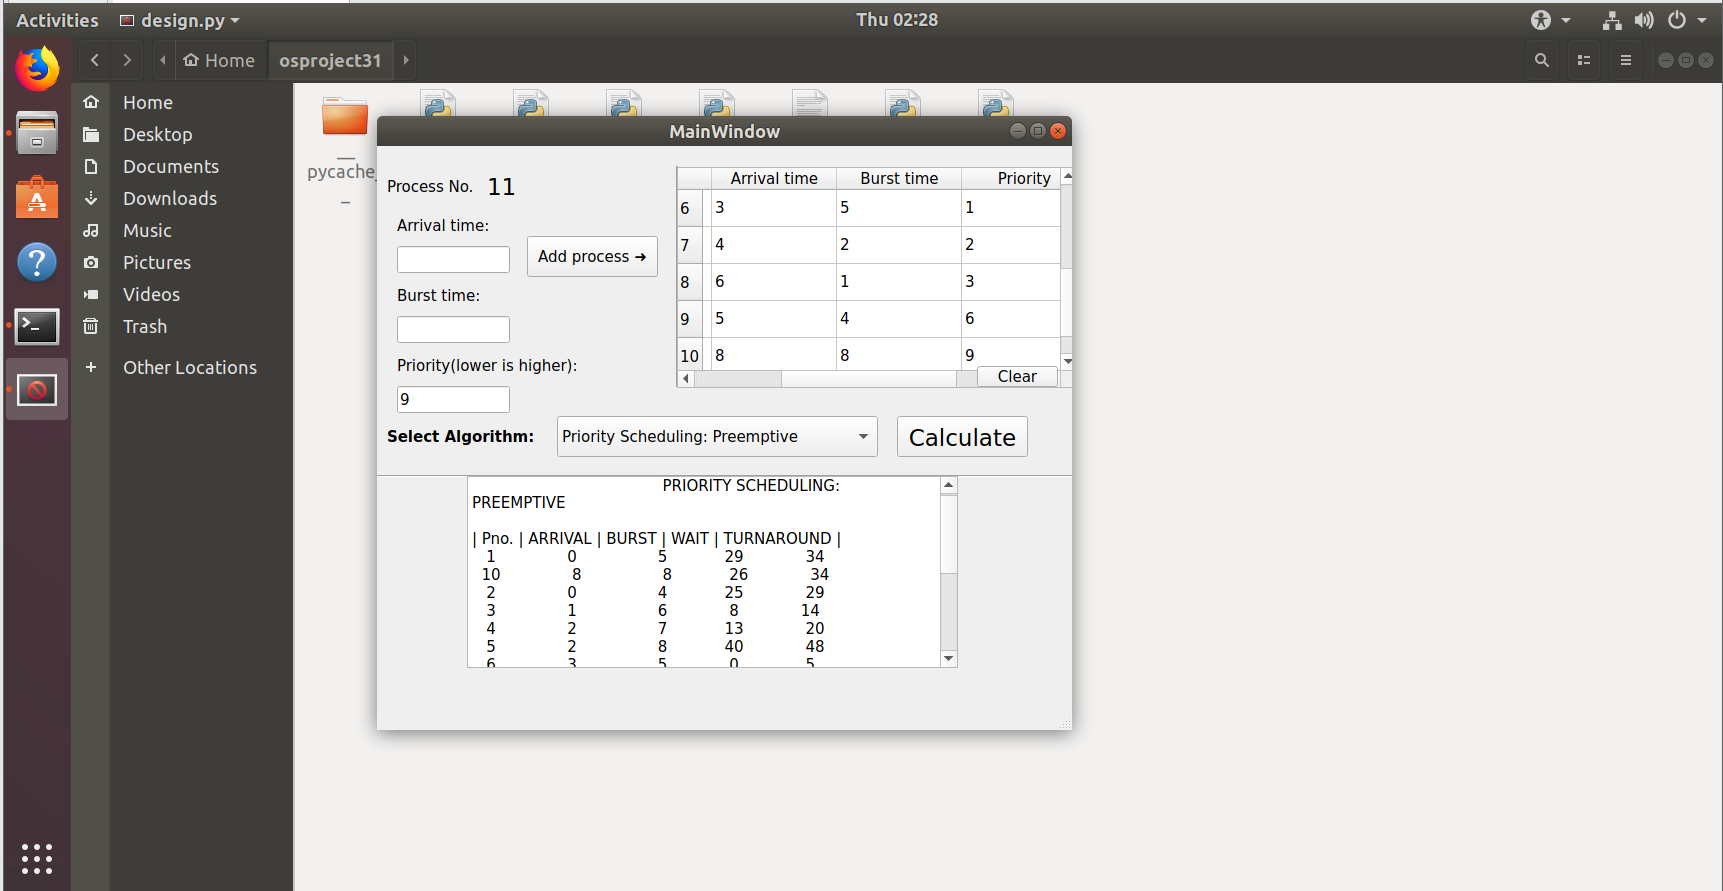 Activities design.py Thu 02:28
Home osproject31
Home
Desktop
Documents
Downloads
Music
Pictures
Videos
Trash
+ Other Locations
pycache
MainWindow
Process No. 11
Arrival time:
Add process ➜
Burst time:
Priority(lower is higher):
9
Arrival time Burst time Priority
6 3 5 1
7 4 2 2
8 6 1 3
9 5 4 6
10 8 8 9
Clear
Select Algorithm: Priority Scheduling: Preemptive Calculate
PRIORITY SCHEDULING:
PREEMPTIVE
| Pno. | ARRIVAL | BURST | WAIT | TURNAROUND |
1 0 5 29 34
10 8 8 26 34
2 0 4 25 29
3 1 6 8 14
4 2 7 13 20
5 2 8 40 48
6 3 5 0 5